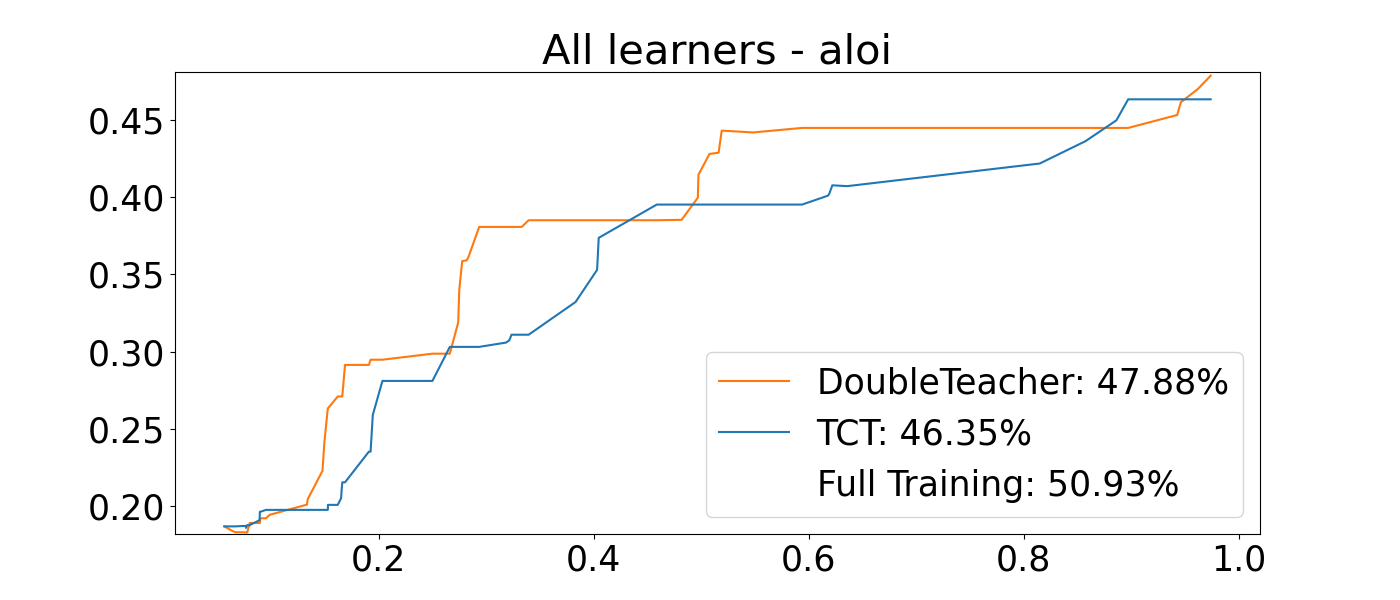 All learners - aloi
0.45
0.40
0.35
0.30
0.25
0.20
DoubleTeacher: 47.88%
TCT: 46.35%
Full Training: 50.93%
0.2 0.4 0.6 0.8 1.0